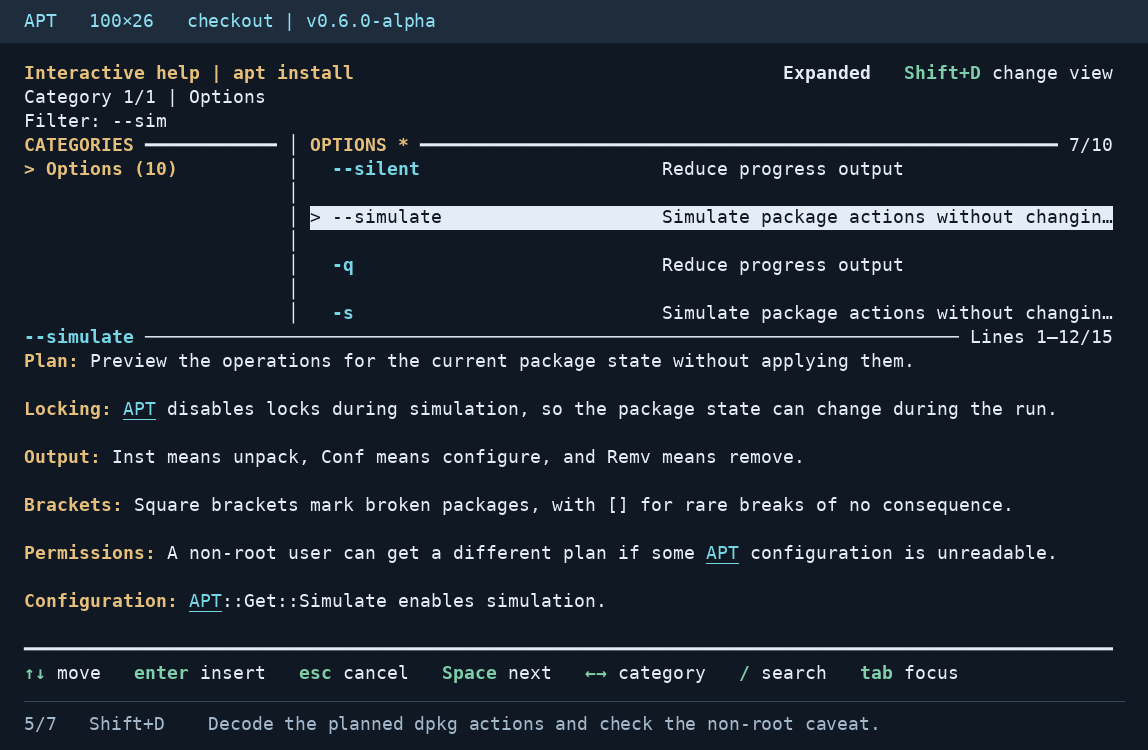 APT   100×26   checkout | v0.6.0-alpha
Interactive help | apt install   Expanded   Shift+D change view
Category 1/1 | Options
Filter: --sim
CATEGORIES   OPTIONS *   7/10
> Options (10)   --silent   Reduce progress output
> --simulate   Simulate package actions without changin…
-q   Reduce progress output
-s   Simulate package actions without changin…
--simulate   Lines 1–12/15
Plan: Preview the operations for the current package state without applying them.
Locking: APT disables locks during simulation, so the package state can change during the run.
Output: Inst means unpack, Conf means configure, and Remv means remove.
Brackets: Square brackets mark broken packages, with [] for rare breaks of no consequence.
Permissions: A non-root user can get a different plan if some APT configuration is unreadable.
Configuration: APT::Get::Simulate enables simulation.
↑↓ move   enter insert   esc cancel   Space next   ←→ category   / search   tab focus
5/7   Shift+D   Decode the planned dpkg actions and check the non-root caveat.